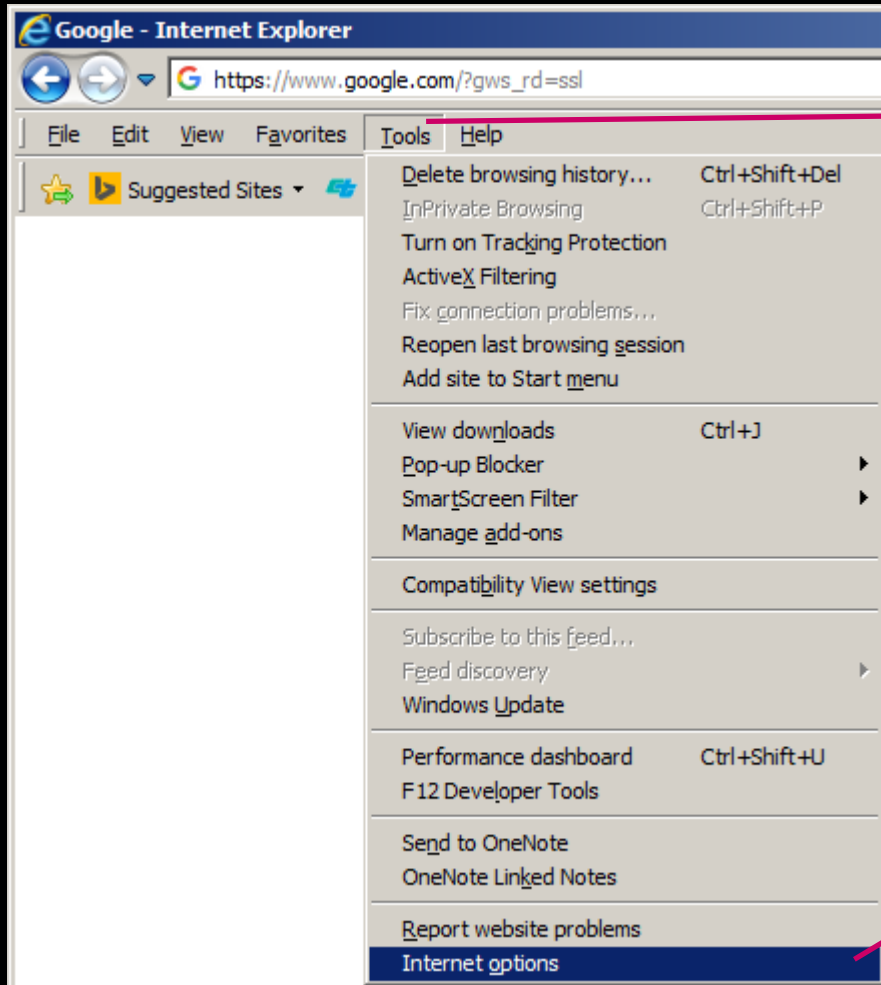 Google - Internet Explorer
https://www.google.com/?gws_rd=ssl
File Edit View Favorites Tools Help
Suggested Sites
Delete browsing history... Ctrl+Shift+Del
InPrivate Browsing Ctrl+Shift+P
Turn on Tracking Protection
ActiveX Filtering
Fix connection problems...
Reopen last browsing session
Add site to Start menu
View downloads Ctrl+J
Pop-up Blocker
SmartScreen Filter
Manage add-ons
Compatibility View settings
Subscribe to this feed...
Feed discovery
Windows Update
Performance dashboard Ctrl+Shift+U
F12 Developer Tools
Send to OneNote
OneNote Linked Notes
Report website problems
Internet options